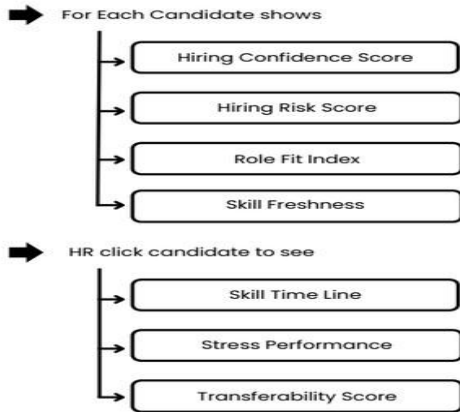 For Each Candidate shows
Hiring Confidence Score
Hiring Risk Score
Role Fit Index
Skill Freshness
HR click candidate to see
Skill Time Line
Stress Performance
Transferability Score